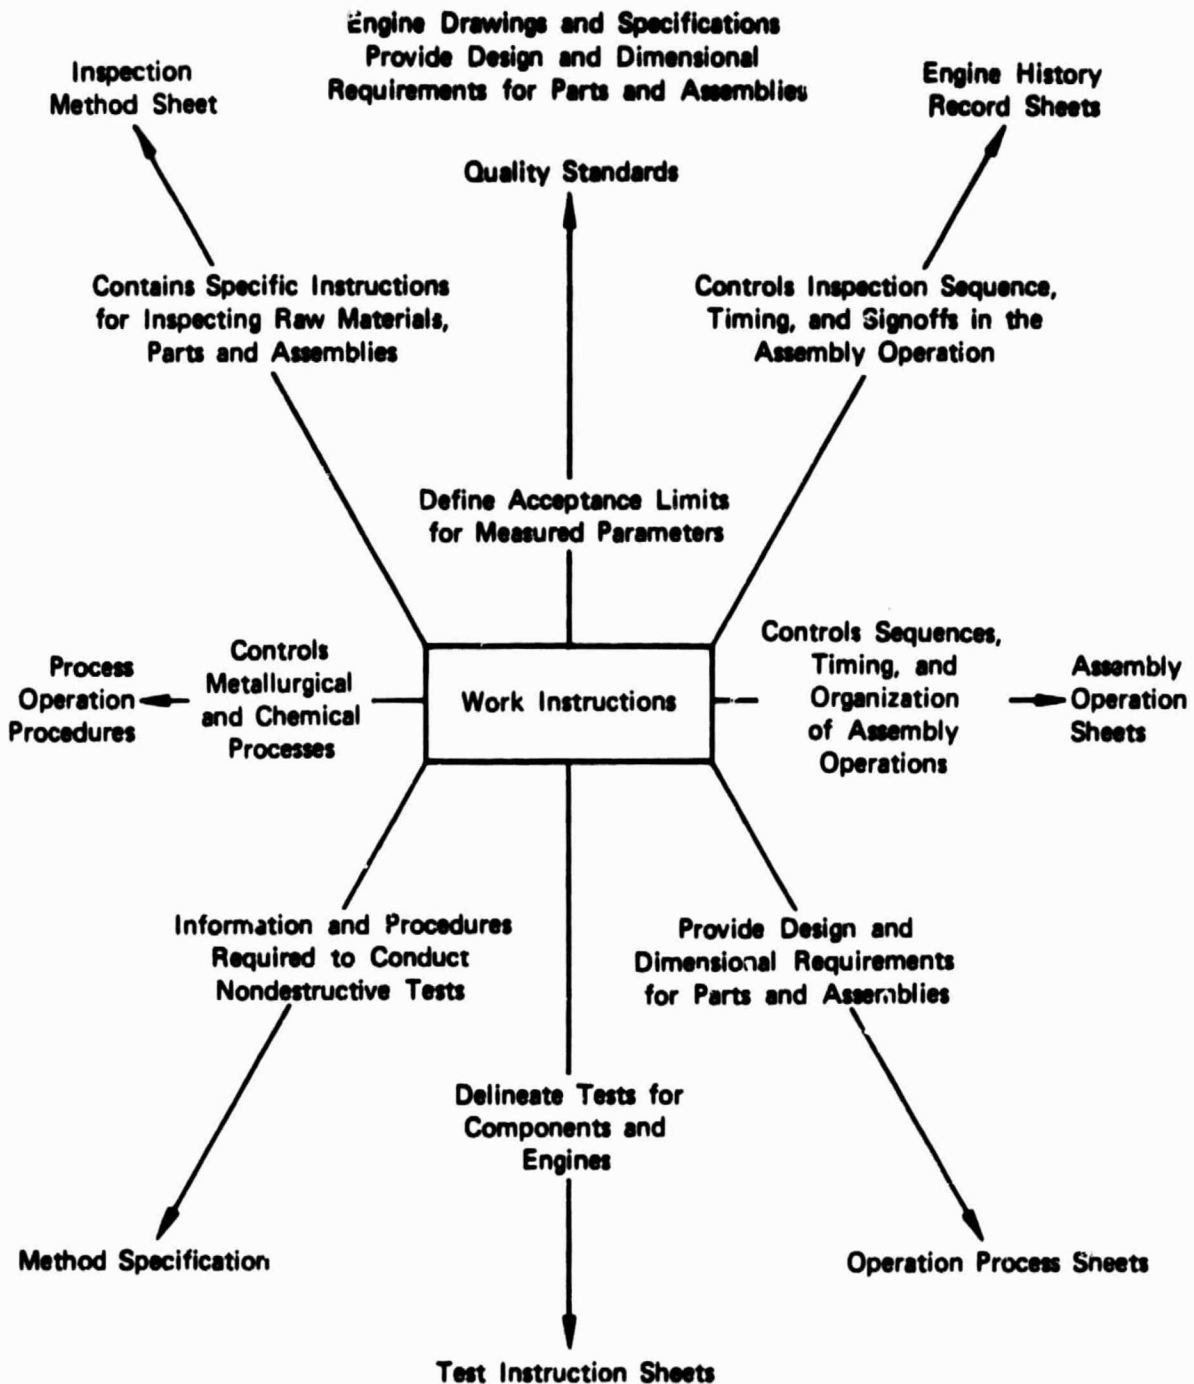 Engine Drawings and Specifications
Provide Design and Dimensional
Requirements for Parts and Assemblies
Inspection
Method Sheet
Engine History
Record Sheets
Quality Standards
Contains Specific Instructions
for Inspecting Raw Materials,
Parts and Assemblies
Controls Inspection Sequence,
Timing, and Signoffs in the
Assembly Operation
Define Acceptance Limits
for Measured Parameters
Process
Operation
Procedures
Controls
Metallurgical
and Chemical
Processes
Work Instructions
Controls Sequences,
Timing, and
Organization
of Assembly
Operations
Assembly
Operation
Sheets
Information and Procedures
Required to Conduct
Nondestructive Tests
Provide Design and
Dimensional Requirements
for Parts and Assemblies
Delineate Tests for
Components and
Engines
Method Specification
Operation Process Sheets
Test Instruction Sheets